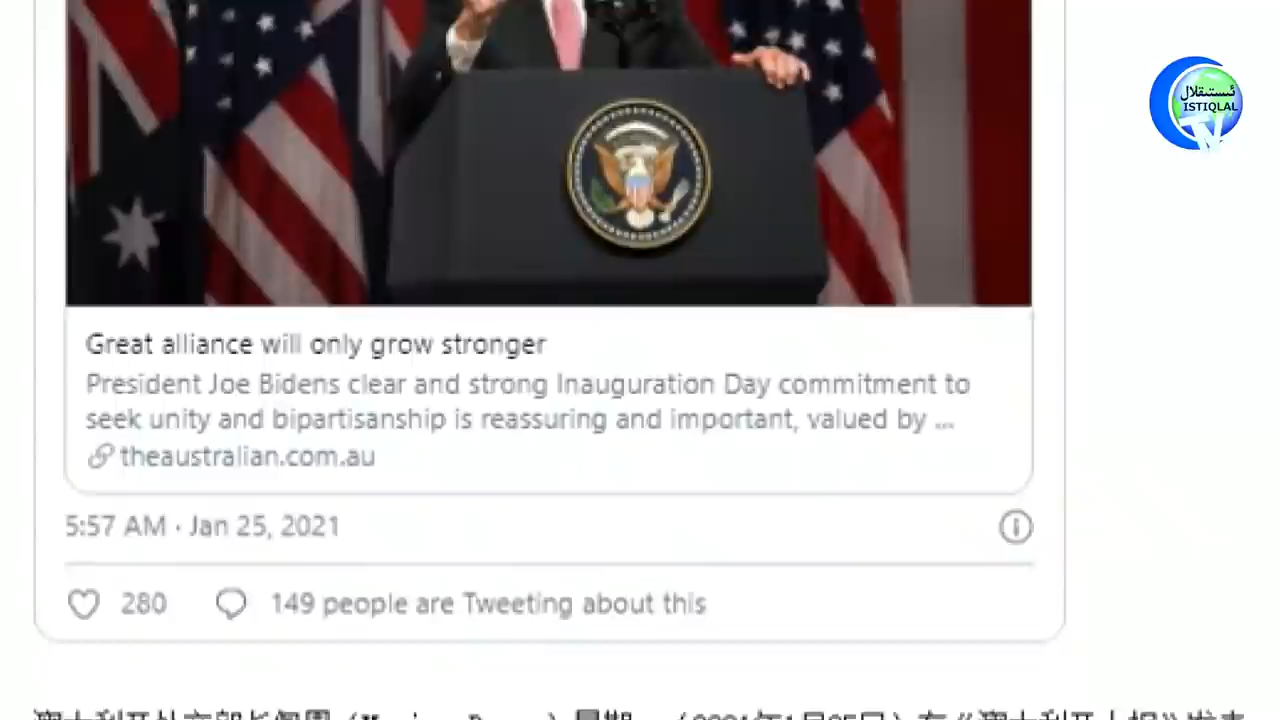 ئىستىقلال
ISTIQLAL
TV
Great alliance will only grow stronger
President Joe Bidens clear and strong Inauguration Day commitment to
seek unity and bipartisanship is reassuring and important, valued by ...
theaustralian.com.au
5:57 AM · Jan 25, 2021
280 149 people are Tweeting about this